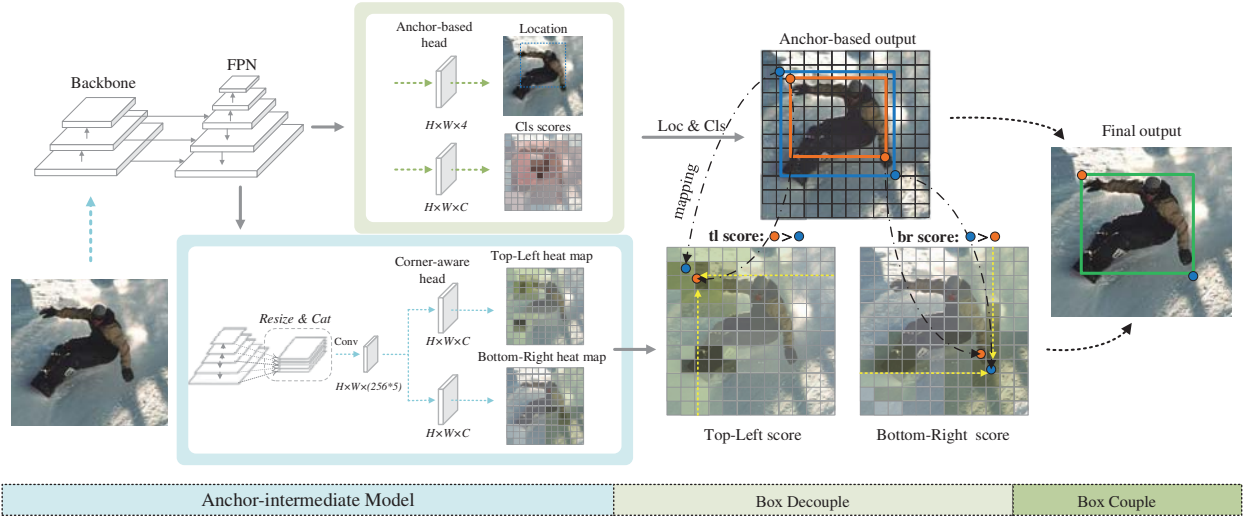 Backbone
FPN
Anchor-based
head
H×W×4
H×W×C
Location
Cls scores
Loc & Cls
Anchor-based output
mapping
tl score: >
br score: >
Final output
Resize & Cat
Conv
H×W×(256*5)
Corner-aware
head
H×W×C
H×W×C
Top-Left heat map
Bottom-Right heat map
Top-Left score
Bottom-Right score
Anchor-intermediate Model
Box Decouple
Box Couple